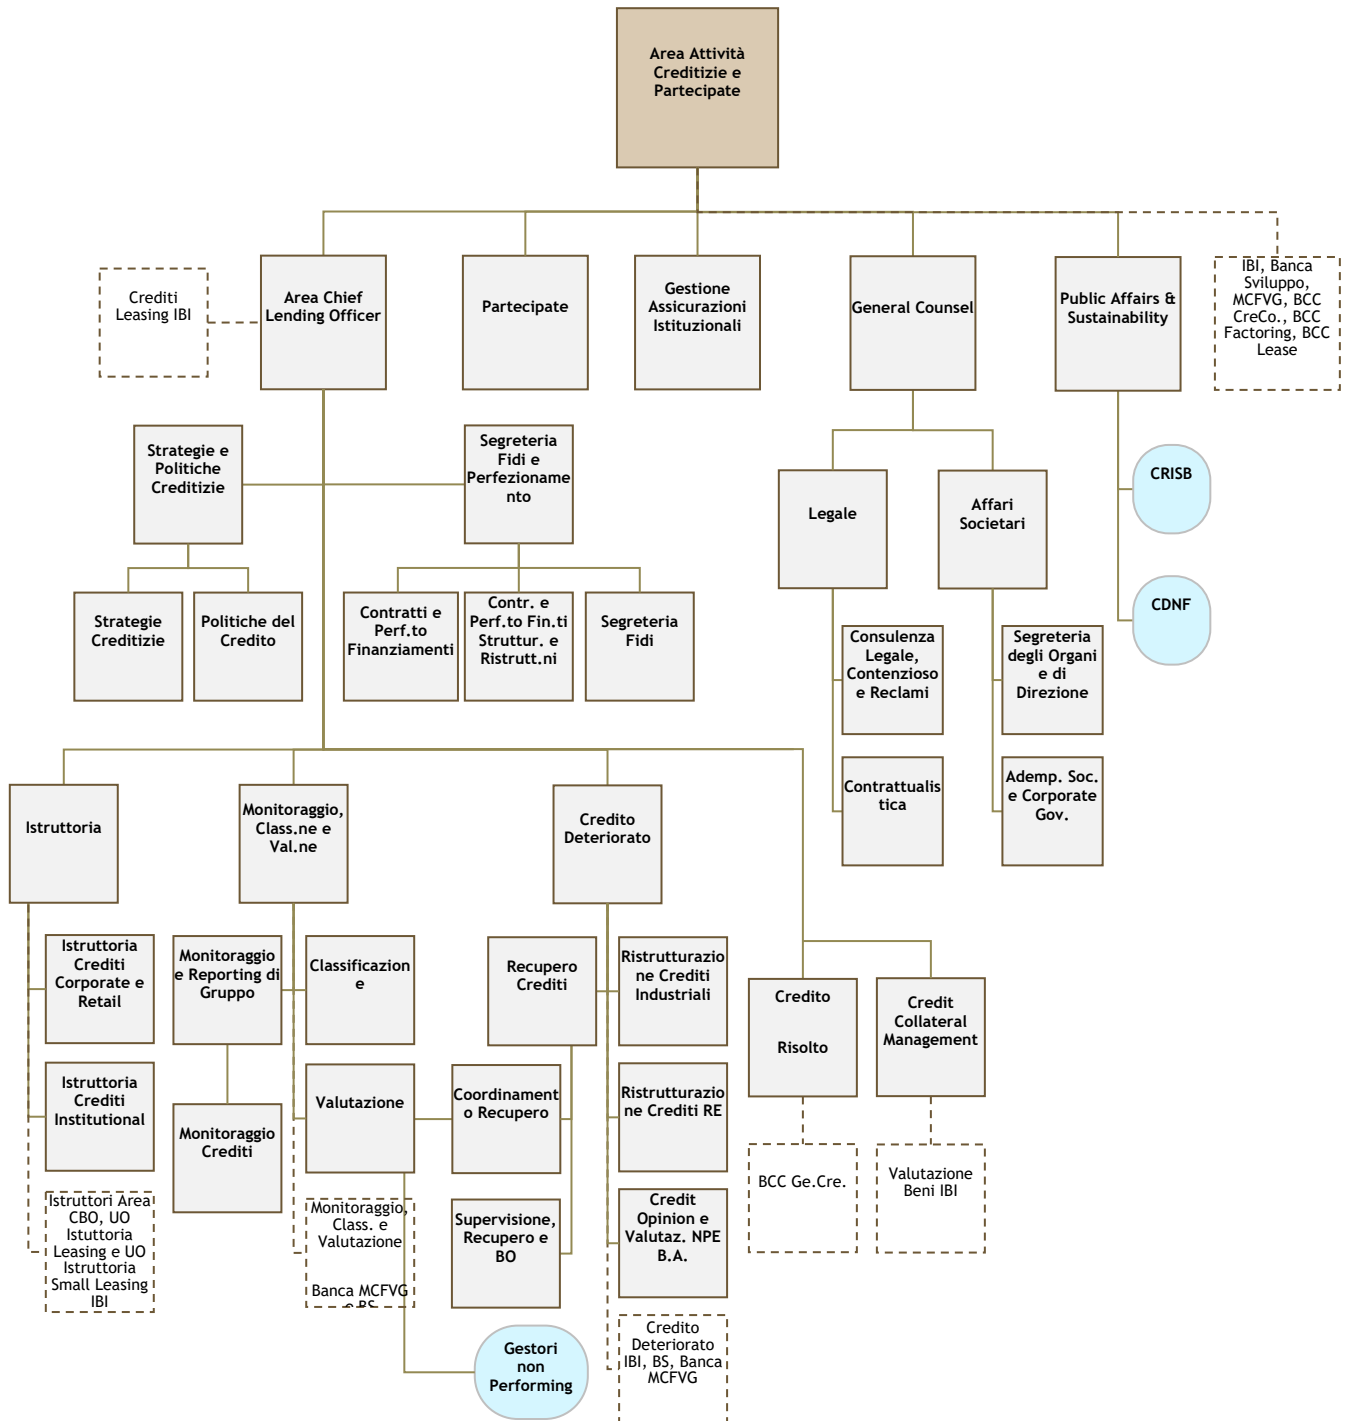 Area Attività
Creditizie e
Partecipate
Crediti
Leasing IBI
Area Chief
Lending Officer
Partecipate
Gestione
Assicurazioni
Istituzionali
General Counsel
Public Affairs &
Sustainability
IBI, Banca
Sviluppo,
MCFVG, BCC
CreCo., BCC
Factoring, BCC
Lease
Strategie e
Politiche
Creditizie
Segreteria
Fidi e
Perfezioname
nto
Legale
Affari
Societari
CRISB
CDNF
Strategie
Creditizie
Politiche del
Credito
Contratti e
Perf.to
Finanziamenti
Contr. e
Perf.to Fin.ti
Struttur. e
Ristrutt.ni
Segreteria
Fidi
Consulenza
Legale,
Contenzioso
e Reclami
Segreteria
degli Organi
e di
Direzione
Contrattualis
tica
Ademp. Soc.
e Corporate
Gov.
Istruttoria
Monitoraggio,
Class.ne e
Val.ne
Credito
Deteriorato
Istruttoria
Crediti
Corporate e
Retail
Monitoraggio
e Reporting di
Gruppo
Classificazion
e
Recupero
Crediti
Ristrutturazio
ne Crediti
Industriali
Credito
Risolto
Credit
Collateral
Management
Istruttoria
Crediti
Institutional
Monitoraggio
Crediti
Valutazione
Coordinament
o Recupero
Ristrutturazio
ne Crediti RE
BCC Ge.Cre.
Valutazione
Beni IBI
Istruttori Area
CBO, UO
Istuttoria
Leasing e UO
Istruttoria
Small Leasing
IBI
Monitoraggio,
Class. e
Valutazione
Banca MCFVG
e BS
Supervisione,
Recupero e
BO
Credit
Opinion e
Valutaz. NPE
B.A.
Gestori
non
Performing
Credito
Deteriorato
IBI, BS, Banca
MCFVG